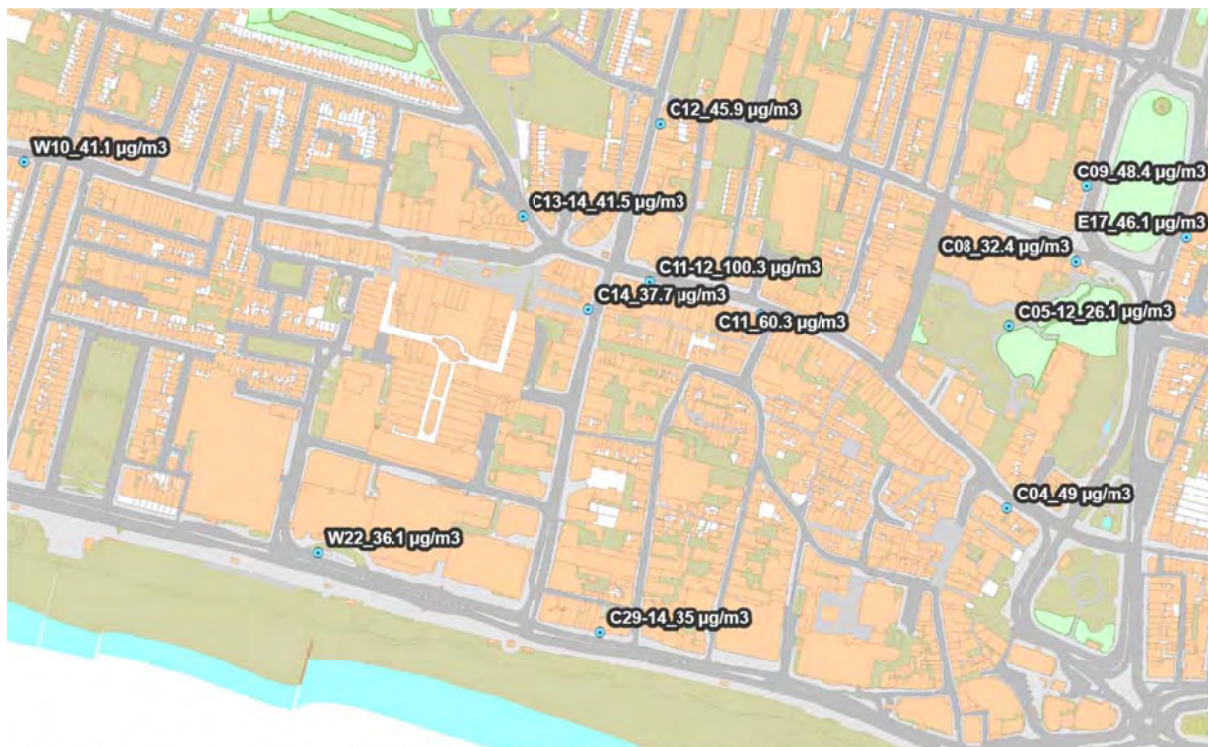 C12_45.9 µg/m3
W10_41.1 µg/m3
C09_48.4 µg/m3
C13-14_41.5 µg/m3
E17_46.1 µg/m3
C08_32.4 µg/m3
C11-12_100.3 µg/m3
C14_37.7 µg/m3
C05-12_26.1 µg/m3
C11_60.3 µg/m3
C04_49 µg/m3
W22_36.1 µg/m3
C29-14_35 µg/m3